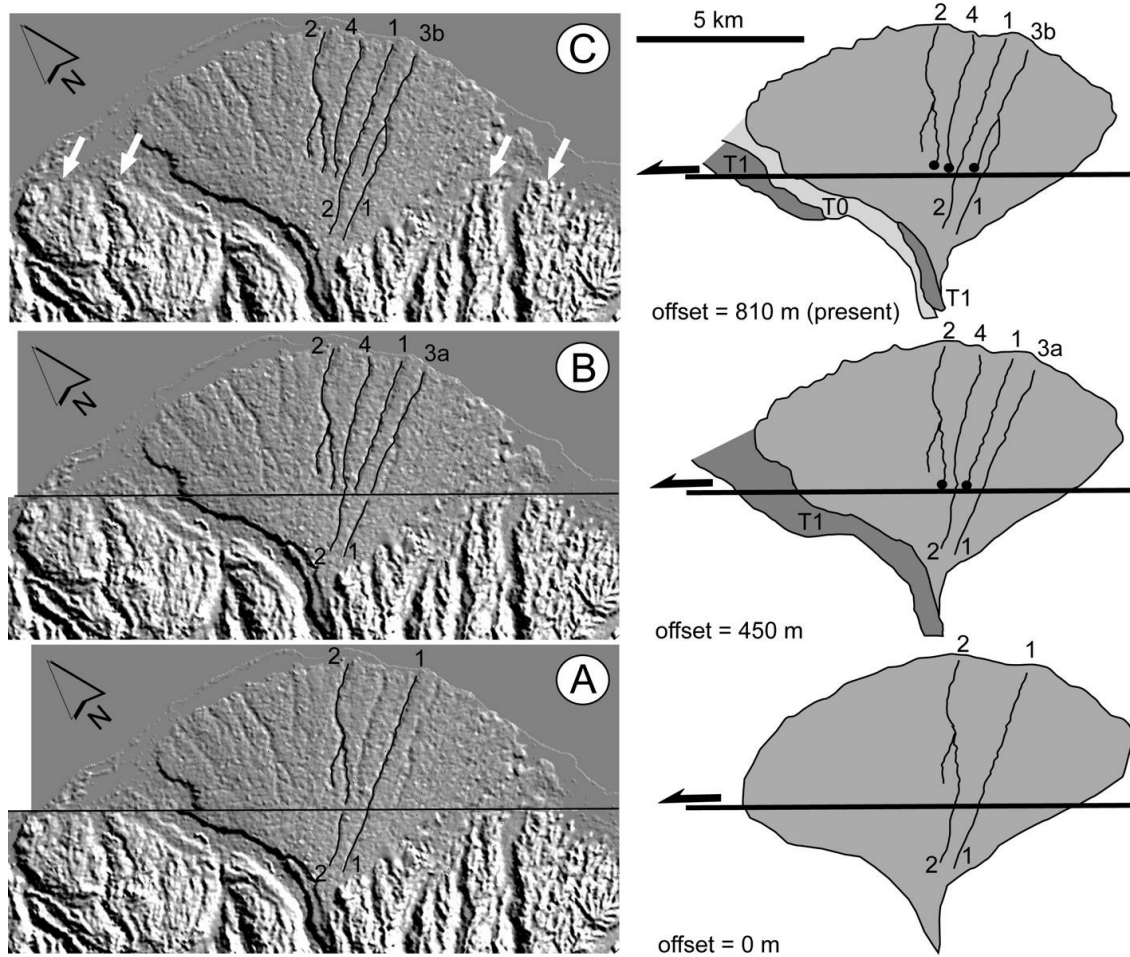 2 4 1 3b
C
N
2 1
5 km
2 4 1 3b
T1
T0
2 1
T1
offset = 810 m (present)
2 4 1 3a
B
N
2 1
2 4 1 3a
T1
2 1
offset = 450 m
2 1
A
N
2 1
2 1
2 1
offset = 0 m